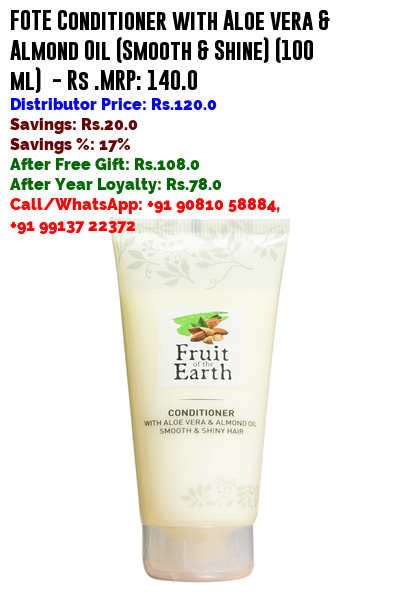 FOTE Conditioner with Aloe vera &
Almond Oil (Smooth & Shine) (100
ml)  - Rs .MRP: 140.0
Distributor Price: Rs.120.0
Savings: Rs.20.0
Savings %: 17%
After Free Gift: Rs.108.0
After Year Loyalty: Rs.78.0
Call/WhatsApp: +91 90810 58884,
+91 99137 22372
Fruit
of the
Earth
CONDITIONER
WITH ALOE VERA & ALMOND OIL
SMOOTH & SHINY HAIR